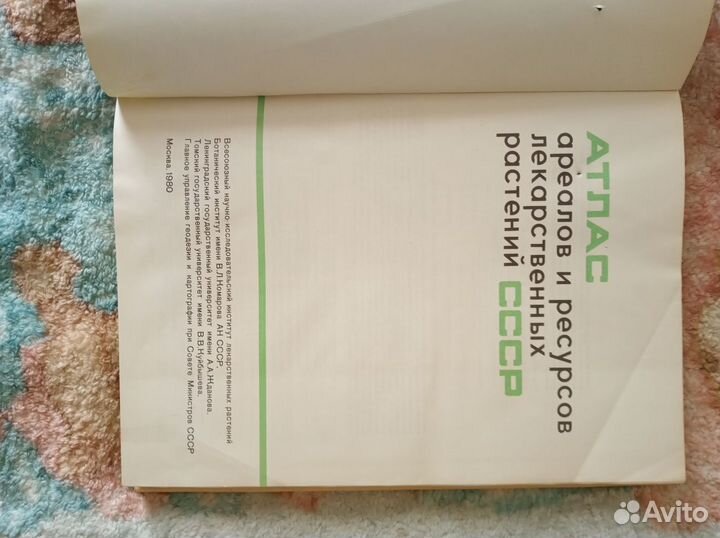 АТЛАС
ареалов и ресурсов
лекарственных
растений СССР
Всесоюзный научно-исследовательский институт лекарственных растений
Ботанический институт имени В.Л.Комарова АН СССР,
Ленинградский государственный университет имени А.А.Жданова,
Томский государственный университет имени В.В.Куйбышева,
Главное управление геодезии и картографии при Совете Министров СССР
Москва, 1980
Avito